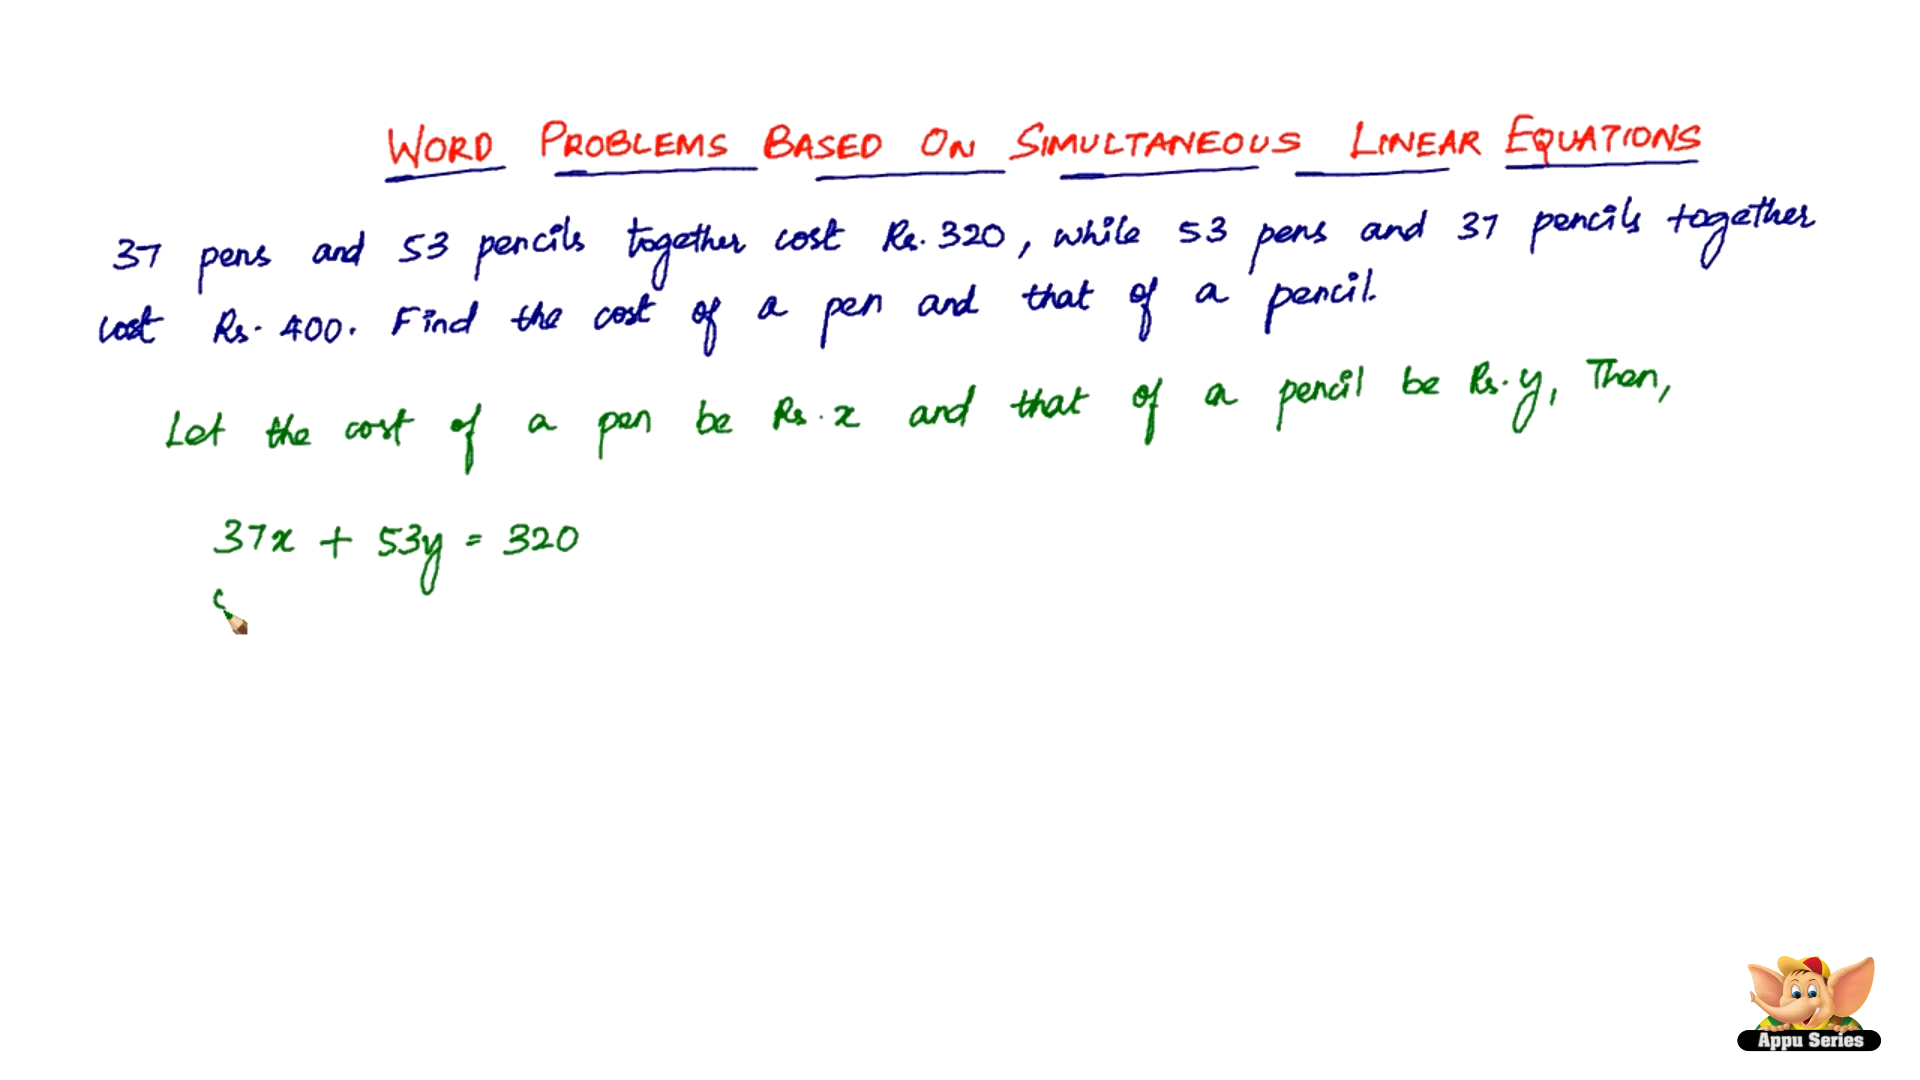 WORD PROBLEMS BASED ON SIMULTANEOUS LINEAR EQUATIONS
37 pens and 53 pencils together cost Rs. 320, while 53 pens and 37 pencils together
cost Rs. 400. Find the cost of a pen and that of a pencil.
Let the cost of a pen be Rs. x and that of a pencil be Rs. y, Then,
37x + 53y = 320
Appu Series